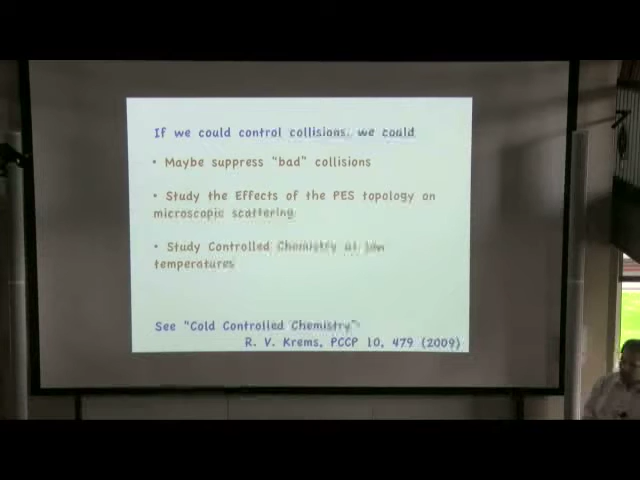 If we could control collisions, we could
• Maybe suppress "bad" collisions
• Study the Effects of the PES topology on
microscopic scattering
• Study Controlled Chemistry at low
temperatures
See "Cold Controlled Chemistry"
R. V. Krems, PCCP 10, 479 (2009)